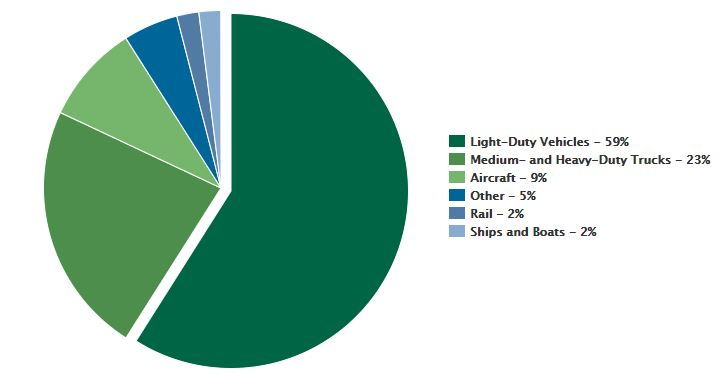 Light-Duty Vehicles – 59%
Medium- and Heavy-Duty Trucks – 23%
Aircraft – 9%
Other – 5%
Rail – 2%
Ships and Boats – 2%